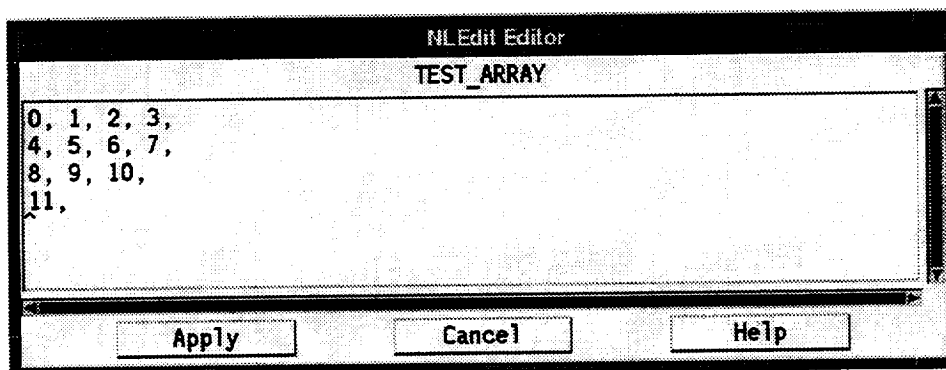 NLEdit Editor
TEST_ARRAY
0, 1, 2, 3,
4, 5, 6, 7,
8, 9, 10,
11,
Apply Cancel Help